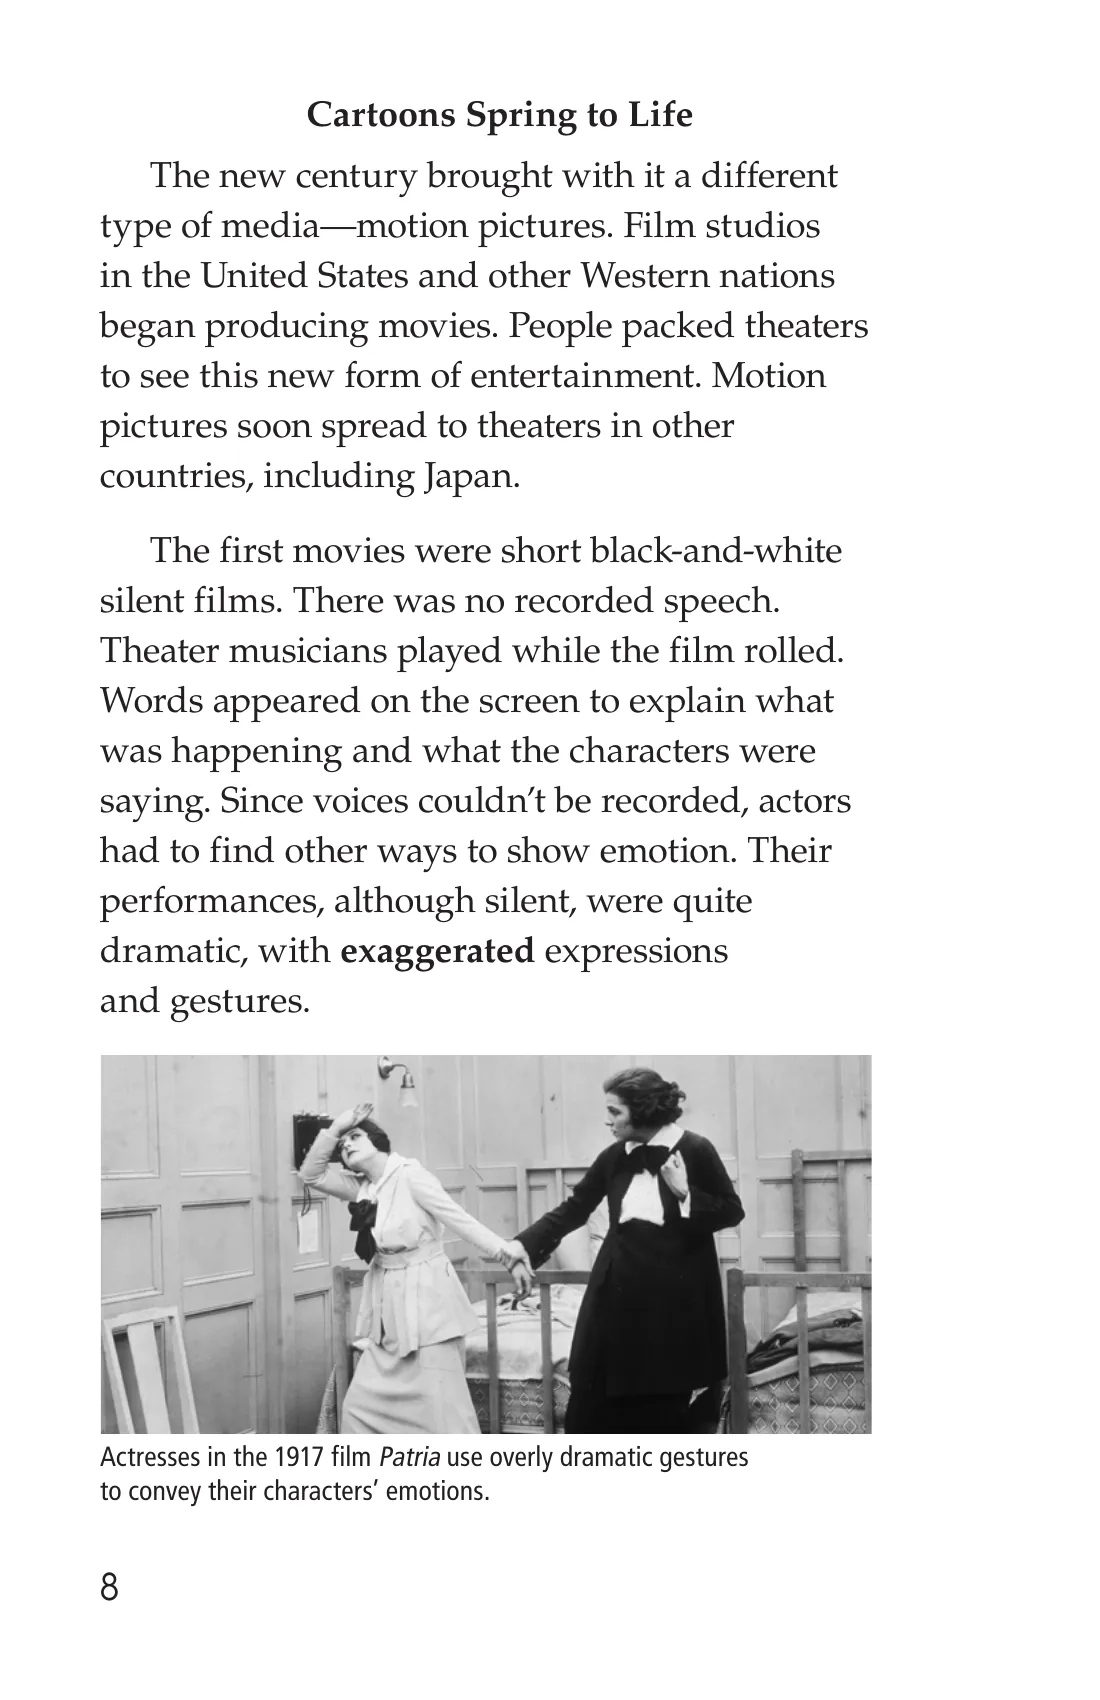 Cartoons Spring to Life
The new century brought with it a different
type of media—motion pictures. Film studios
in the United States and other Western nations
began producing movies. People packed theaters
to see this new form of entertainment. Motion
pictures soon spread to theaters in other
countries, including Japan.
The first movies were short black-and-white
silent films. There was no recorded speech.
Theater musicians played while the film rolled.
Words appeared on the screen to explain what
was happening and what the characters were
saying. Since voices couldn’t be recorded, actors
had to find other ways to show emotion. Their
performances, although silent, were quite
dramatic, with exaggerated expressions
and gestures.
Actresses in the 1917 film Patria use overly dramatic gestures
to convey their characters’ emotions.
8